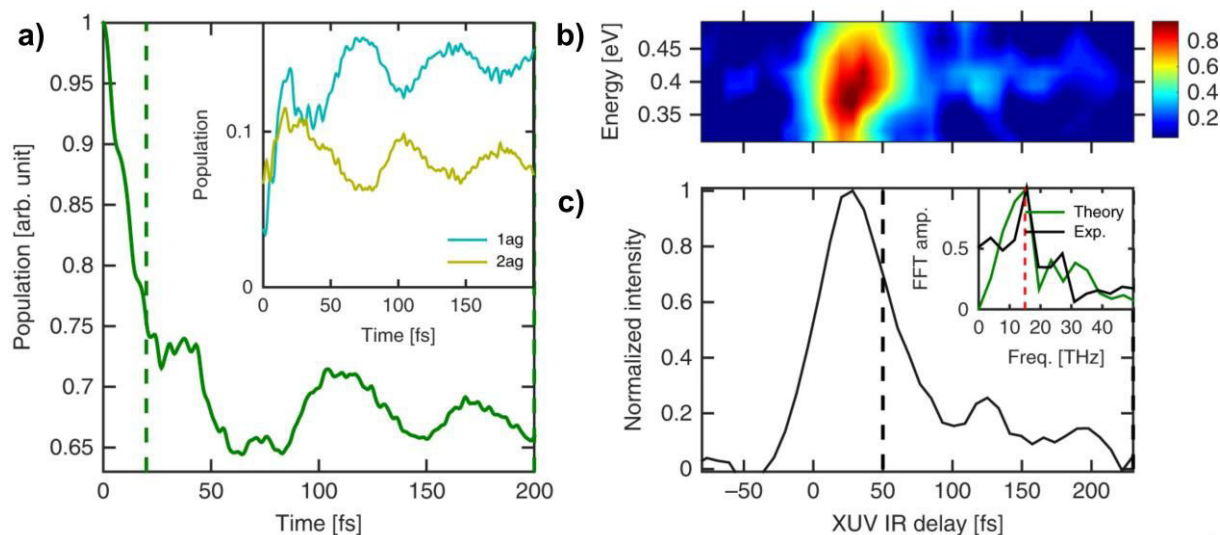 a)
Population [arb. unit]
1
0.95
0.9
0.85
0.8
0.75
0.7
0.65
0 50 100 150 200
Time [fs]
Population
0.1
0
1ag
2ag
0 50 100 150 200
Time [fs]
b)
Energy [eV]
0.45
0.4
0.35
0.8
0.6
0.4
0.2
c)
Normalized intensity
1
0.8
0.6
0.4
0.2
0
−50 0 50 100 150 200
XUV IR delay [fs]
FFT amp.
0.5
0
Theory
Exp.
0 10 20 30 40
Freq. [THz]